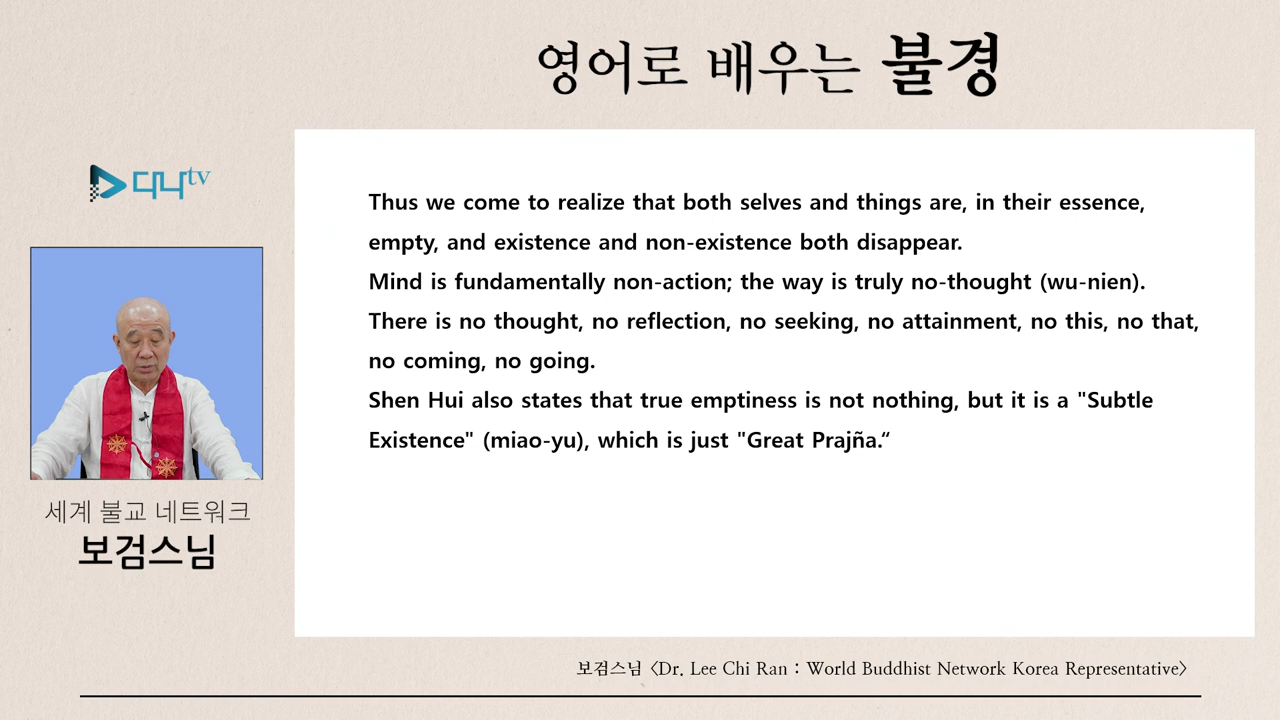 영어로 배우는 불경
디나tv
Thus we come to realize that both selves and things are, in their essence,
empty, and existence and non-existence both disappear.
Mind is fundamentally non-action; the way is truly no-thought (wu-nien).
There is no thought, no reflection, no seeking, no attainment, no this, no that,
no coming, no going.
Shen Hui also states that true emptiness is not nothing, but it is a "Subtle
Existence" (miao-yu), which is just "Great Prajña.“
세계 불교 네트워크
보검스님
보검스님 <Dr. Lee Chi Ran : World Buddhist Network Korea Representative>